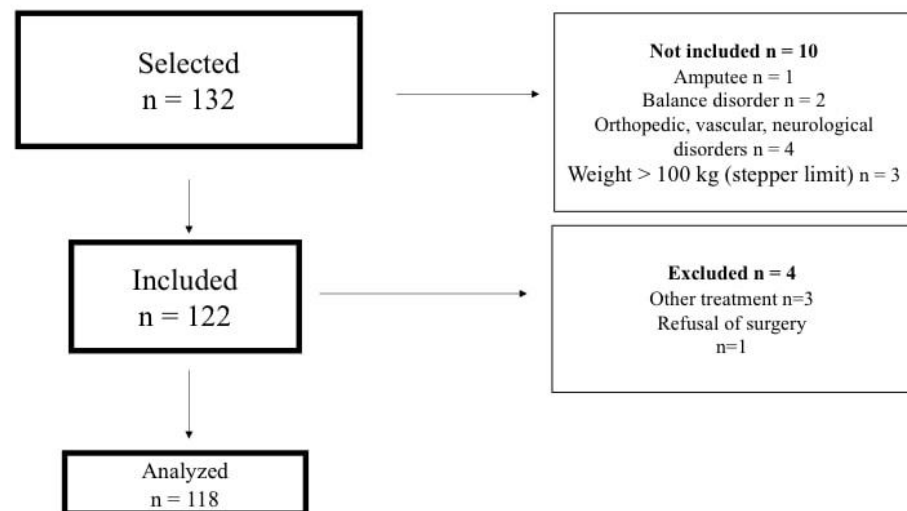 Selected
n = 132
Not included n = 10
Amputee n = 1
Balance disorder n = 2
Orthopedic, vascular, neurological
disorders n = 4
Weight > 100 kg (stepper limit) n = 3
Included
n = 122
Excluded n = 4
Other treatment n=3
Refusal of surgery
n=1
Analyzed
n = 118